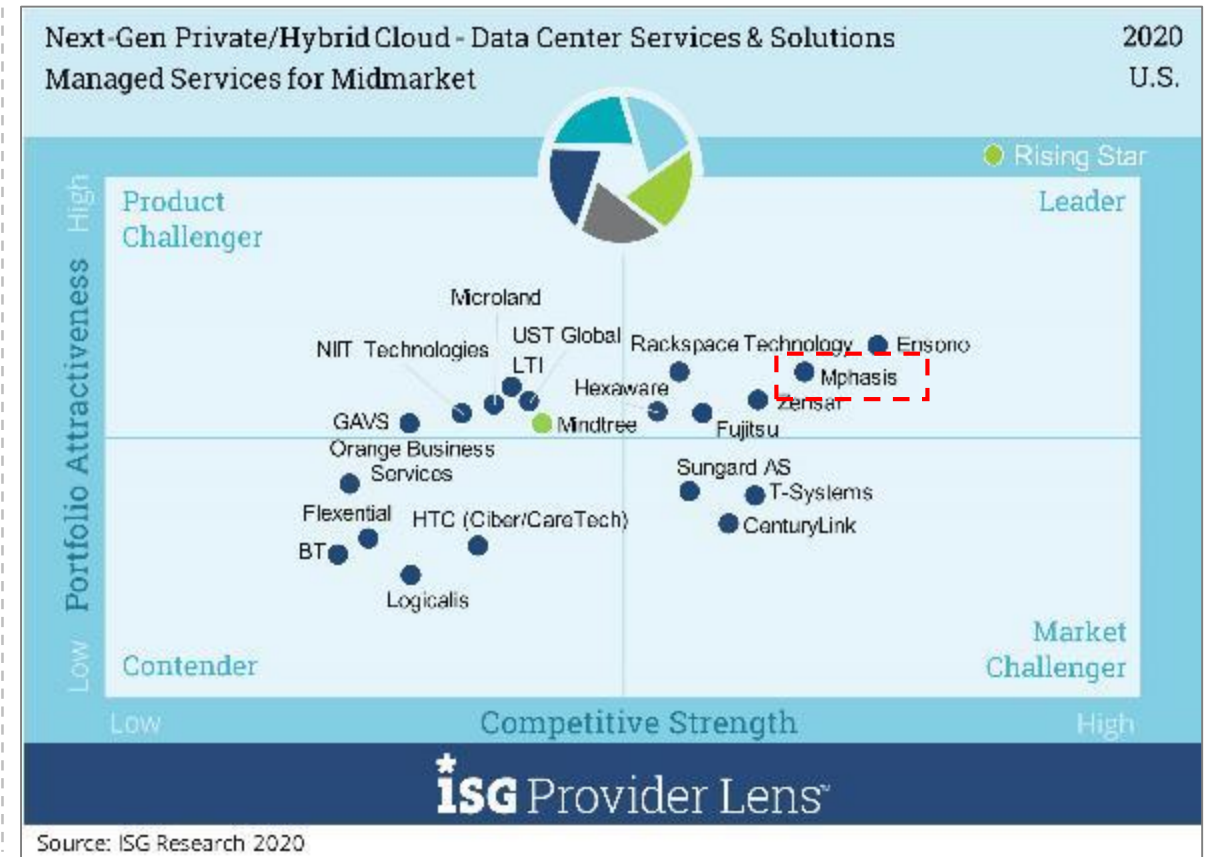 Next-Gen Private/Hybrid Cloud - Data Center Services & Solutions
2020
Managed Services for Midmarket
U.S.
Rising Star
High
Product
Challenger
Leader
Portfolio Attractiveness
Microland
NIIT Technologies
UST Global
LTI
Rackspace Technology
Ensono
Mphasis
Hexaware
Zensar
GAVS
Mindtree
Fujitsu
Orange Business
Services
Sungard AS
T-Systems
Flexential
HTC (Ciber/CareTech)
CenturyLink
BT
Logicalis
Low
Contender
Market
Challenger
Low
Competitive Strength
High
ISG Provider Lens™
Source: ISG Research 2020